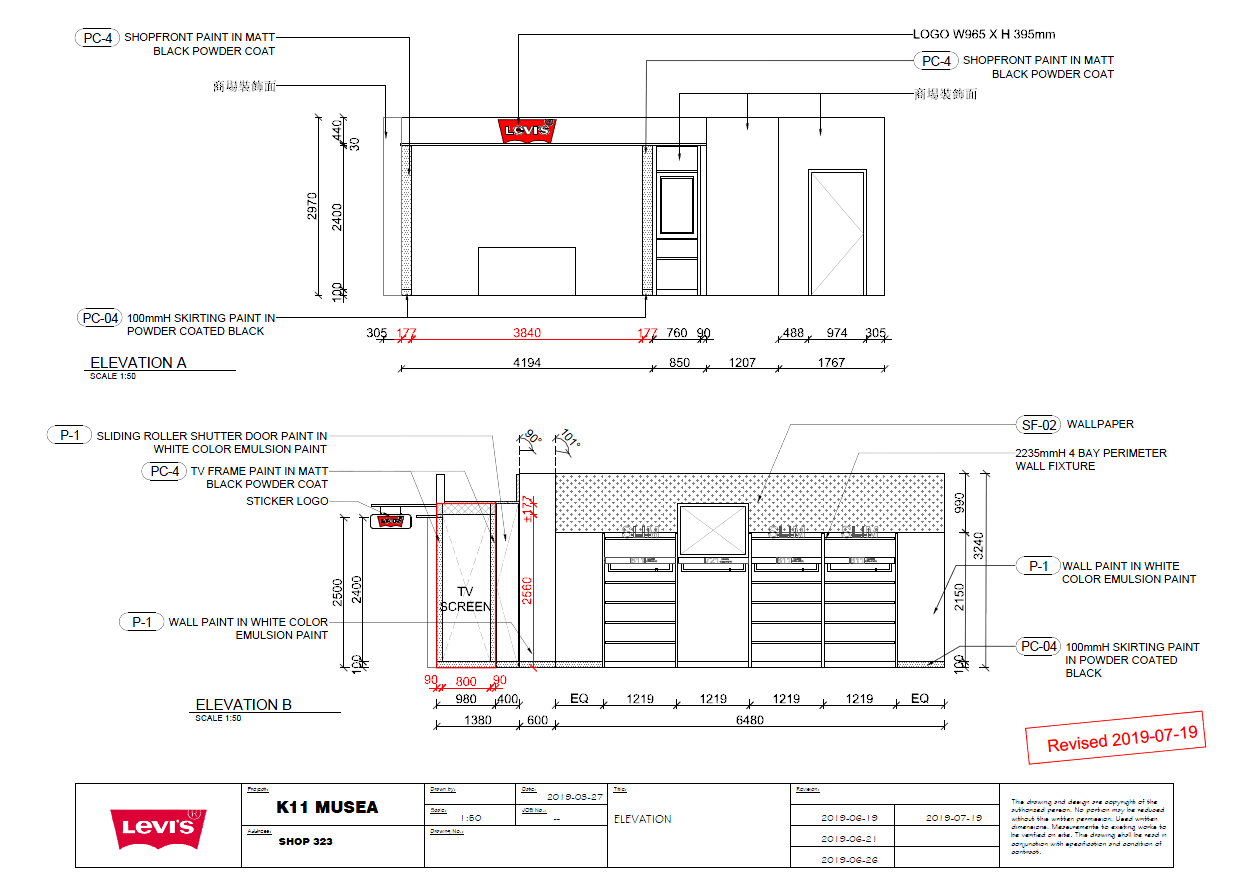 PC-4 SHOPFRONT PAINT IN MATT
BLACK POWDER COAT
商場裝飾面
LOGO W965 X H 395mm
PC-4 SHOPFRONT PAINT IN MATT
BLACK POWDER COAT
商場裝飾面
LEVI'S
440
30
2970
2400
100
PC-04 100mmH SKIRTING PAINT IN
POWDER COATED BLACK
305 177 3840 177 760 90 488 974 305
4194 850 1207 1767
ELEVATION A
SCALE 1:50
P-1 SLIDING ROLLER SHUTTER DOOR PAINT IN
WHITE COLOR EMULSION PAINT
PC-4 TV FRAME PAINT IN MATT
BLACK POWDER COAT
STICKER LOGO
90° 101°
SF-02 WALLPAPER
2235mmH 4 BAY PERIMETER
WALL FIXTURE
LEVI'S
±177
2560
SLIM SLIM SLIM
TV
SCREEN
2500
2400
100
990
3240
2150
100
P-1 WALL PAINT IN WHITE COLOR
EMULSION PAINT
P-1 WALL PAINT IN WHITE
COLOR EMULSION PAINT
PC-04 100mmH SKIRTING PAINT
IN POWDER COATED
BLACK
90 800 90
980 400 EQ 1219 1219 1219 1219 EQ
1380 600 6480
ELEVATION B
SCALE 1:50
Revised 2019-07-19
LEVI'S®
Project:
K11 MUSEA
Address:
SHOP 323
Drawn by:
Date:
2019-03-27
Scale:
1:50
JOB No.:
--
Drawing No.:
Title:
ELEVATION
Revision:
2019-06-19 2019-07-19
2019-06-21
2019-06-26
This drawing and design are copyright of the
authorized person. No portion may be reduced
without this written permission. Used written
dimensions. Measurements to existing works to
be verified on site. This drawing shall be read in
conjunction with specification and condition of
contract.